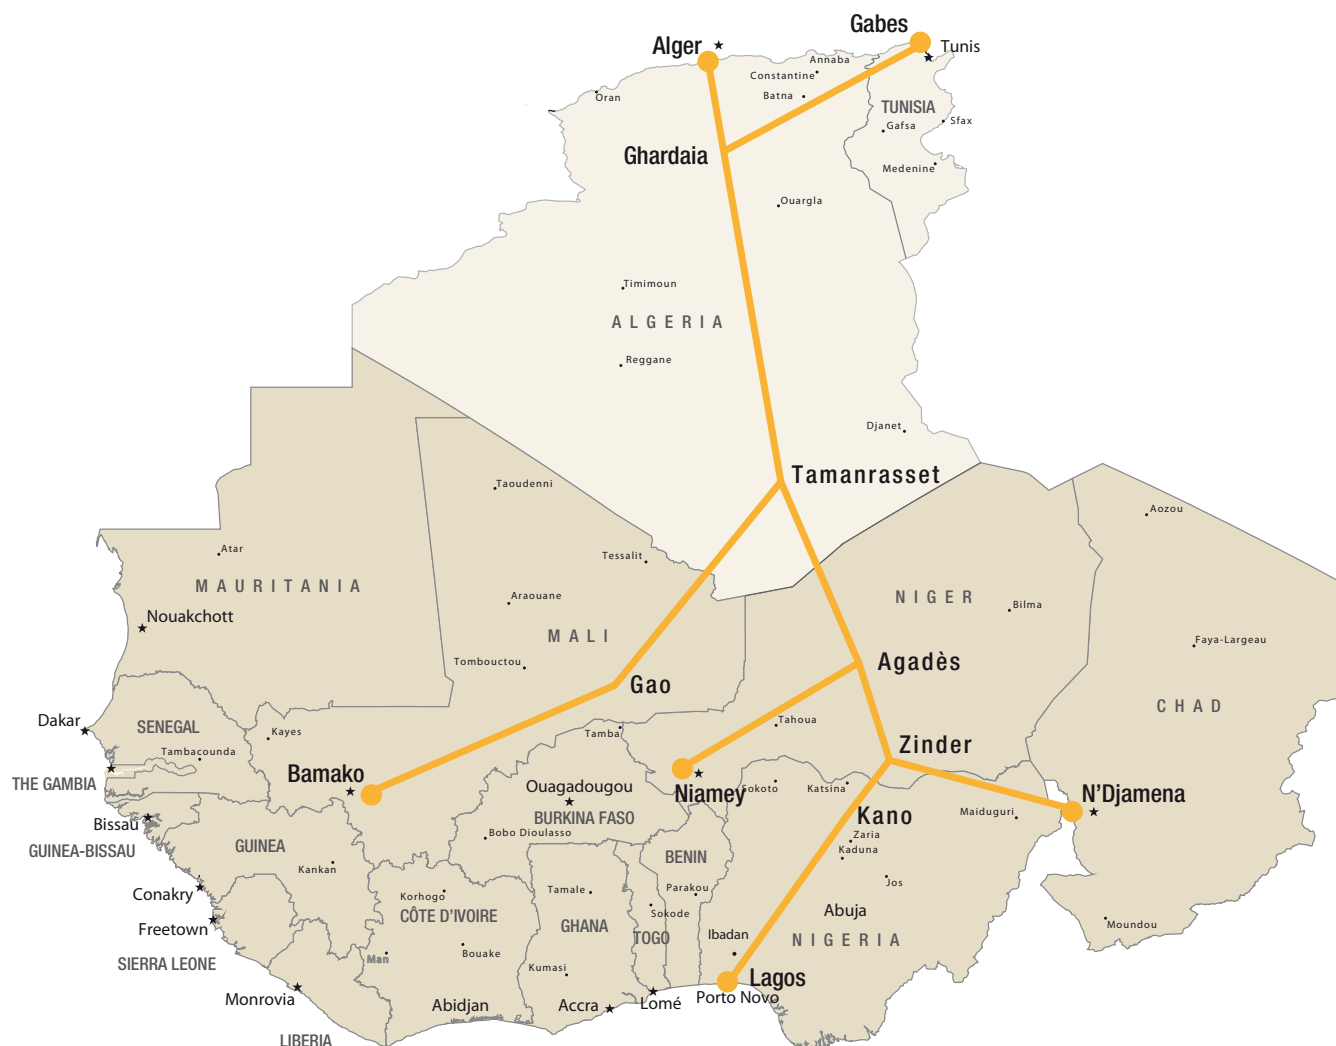 Gabes
Alger
Tunis
Annaba
Constantine
Batna
Oran
TUNISIA
Gafsa
Sfax
Ghardaia
Medenine
Ouargla
Timimoun
ALGERIA
Reggane
Djanet
Tamanrasset
Taoudenni
Aozou
Atar
Tessalit
MAURITANIA
NIGER
Araouane
Bilma
Nouakchott
MALI
Faya-Largeau
Tombouctou
Agadès
Gao
CHAD
Dakar
SENEGAL
Kayes
Tahoua
Tamba
Zinder
Tambacounda
THE GAMBIA
Bamako
Ouagadougou
Niamey
Sokoto
Katsina
N'Djamena
Maiduguri
Kano
BURKINA FASO
Bissau
Bobo Dioulasso
Zaria
GUINEA-BISSAU
GUINEA
BENIN
Kaduna
Kankan
Jos
Conakry
Korhogo
Tamale
Parakou
CÔTE D'IVOIRE
Sokode
Abuja
Freetown
GHANA
TOGO
Ibadan
NIGERIA
SIERRA LEONE
Man
Bouake
Kumasi
Lagos
Monrovia
Abidjan
Accra
Lomé
Porto Novo
LIBERIA